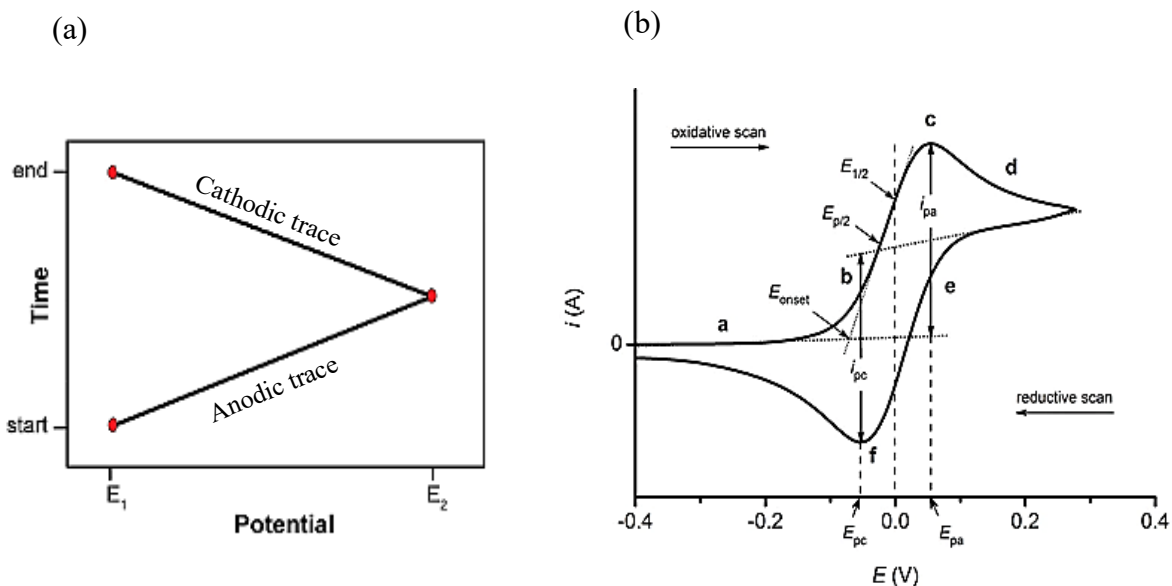 (a)
end
Cathodic trace
Time
Anodic trace
start
E₁
E₂
Potential
(b)
c
oxidative scan
d
E1/2
Ep/2
ipa
b
e
Eonset
i (A)
a
0
ipc
reductive scan
f
-0.4
-0.2
0.0
0.2
0.4
Epc
Epa
E (V)